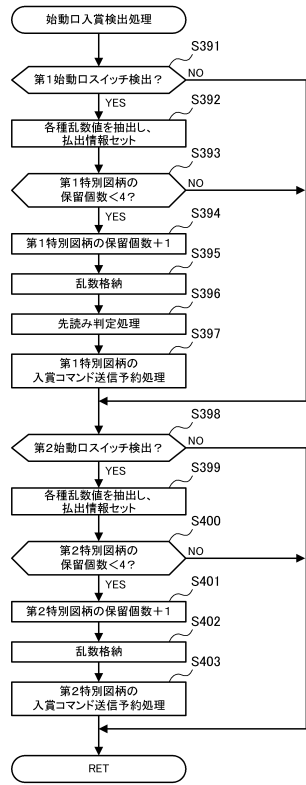 始動口入賞検出処理
S391
第1始動口スイッチ検出?
NO
YES
S392
各種乱数値を抽出し、
払出情報セット
S393
第1特別図柄の
保留個数<4?
NO
YES
S394
第1特別図柄の保留個数+1
S395
乱数格納
S396
先読み判定処理
S397
第1特別図柄の
入賞コマンド送信予約処理
S398
第2始動口スイッチ検出?
NO
YES
S399
各種乱数値を抽出し、
払出情報セット
S400
第2特別図柄の
保留個数<4?
NO
YES
S401
第2特別図柄の保留個数+1
S402
乱数格納
S403
第2特別図柄の
入賞コマンド送信予約処理
RET